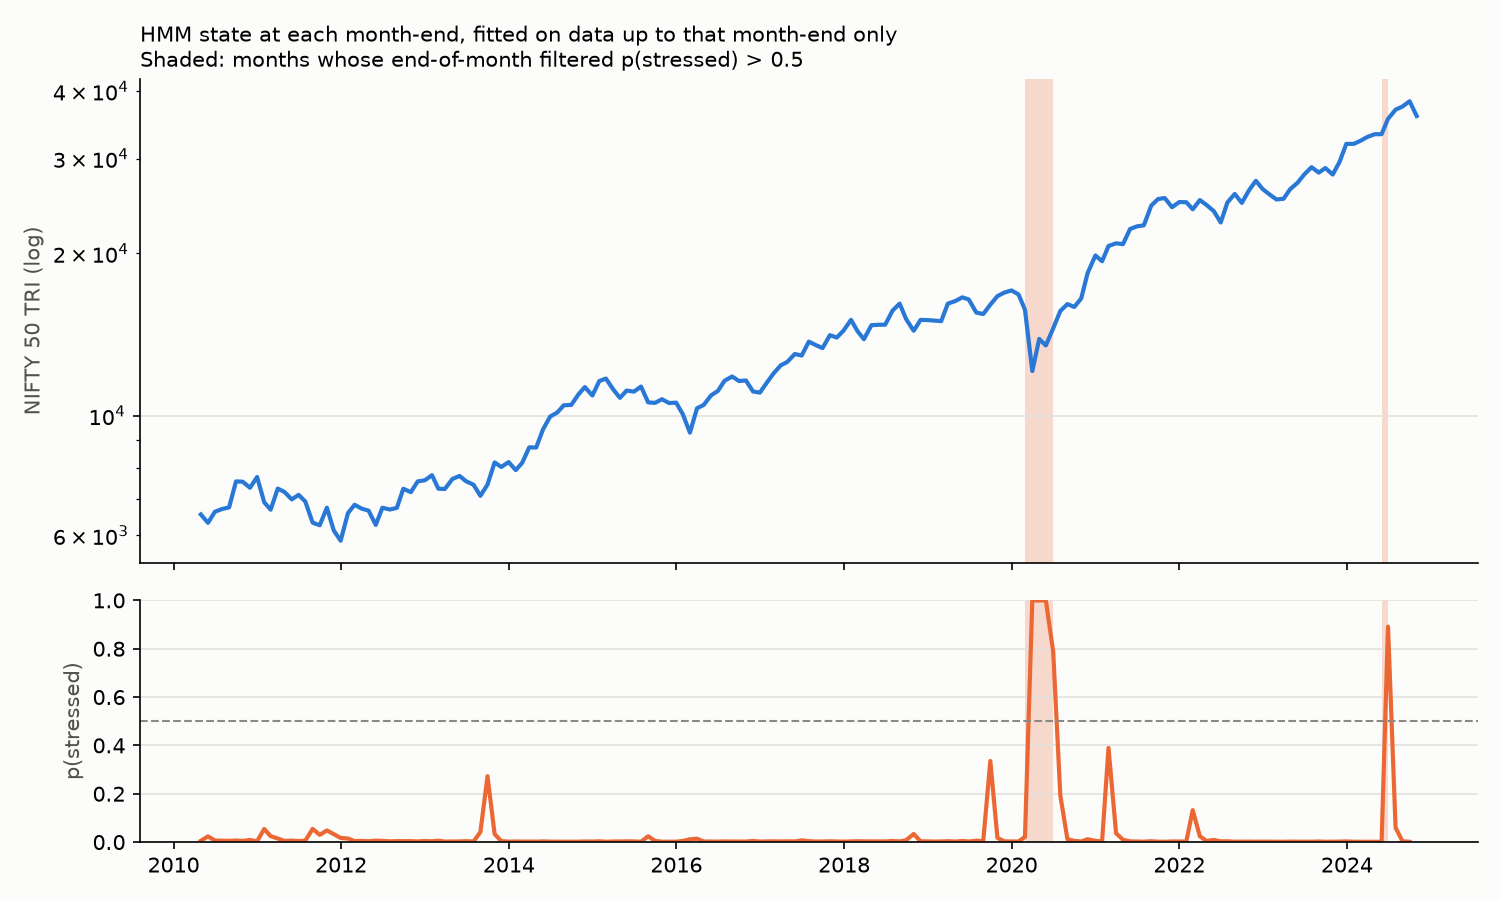 HMM state at each month-end, fitted on data up to that month-end only
Shaded: months whose end-of-month filtered p(stressed) > 0.5
NIFTY 50 TRI (log)
4 × 10⁴
3 × 10⁴
2 × 10⁴
10⁴
6 × 10³
p(stressed)
1.0
0.8
0.6
0.4
0.2
0.0
2010 2012 2014 2016 2018 2020 2022 2024